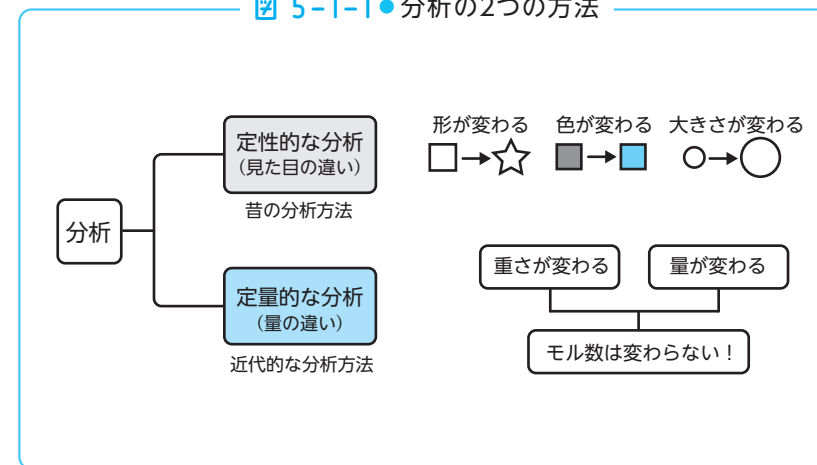 図 5-1-1●分析の2つの方法
分析
定性的な分析
（見た目の違い）
昔の分析方法
形が変わる
色が変わる
大きさが変わる
定量的な分析
（量の違い）
近代的な分析方法
重さが変わる
量が変わる
モル数は変わらない！